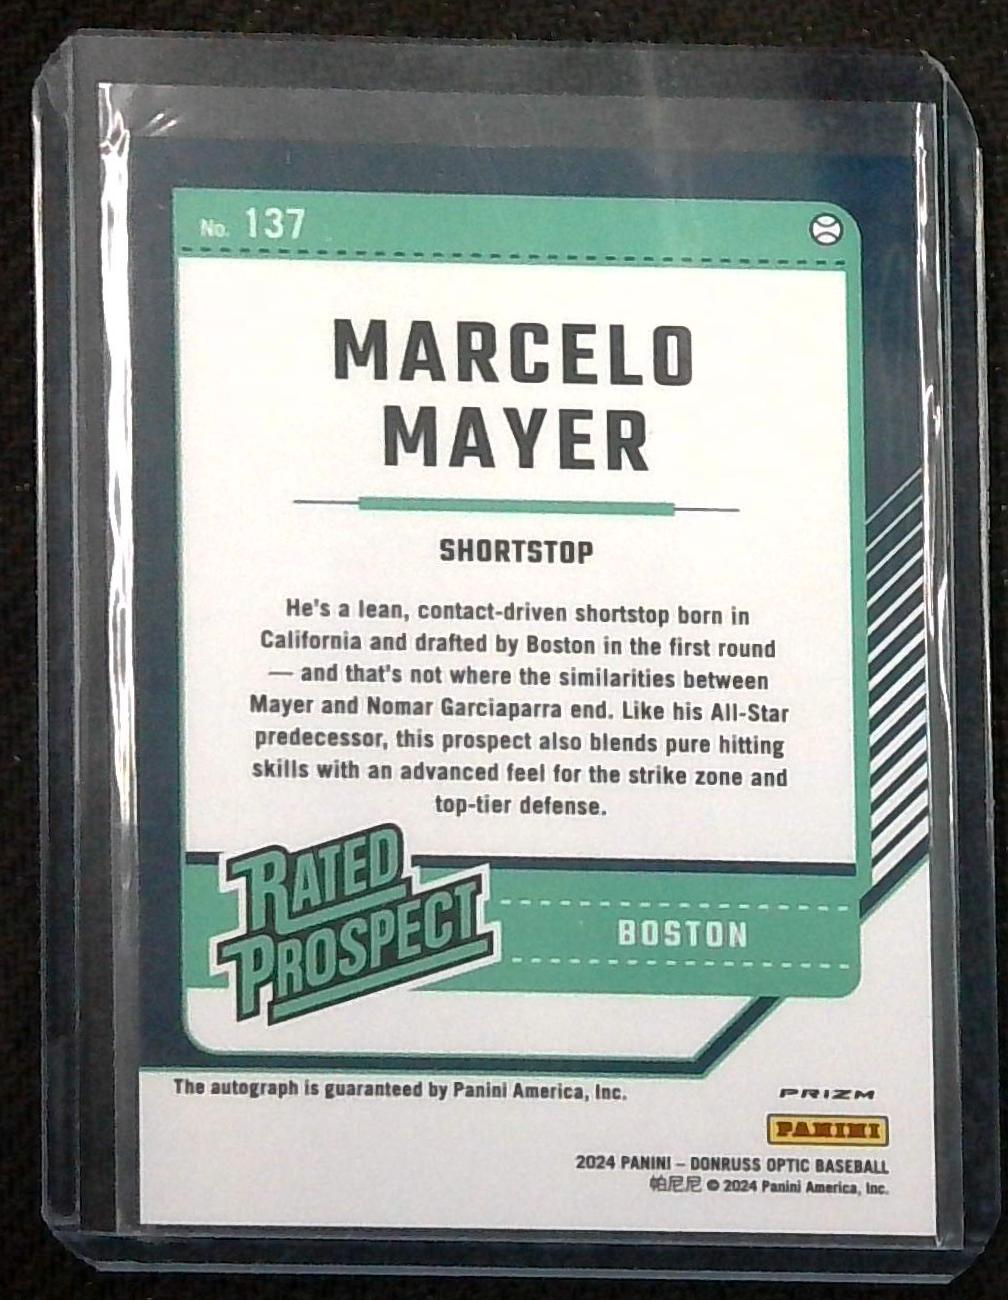 No. 137
MARCELO
MAYER
SHORTSTOP
He's a lean, contact-driven shortstop born in
California and drafted by Boston in the first round
— and that's not where the similarities between
Mayer and Nomar Garciaparra end. Like his All-Star
predecessor, this prospect also blends pure hitting
skills with an advanced feel for the strike zone and
top-tier defense.
RATED
PROSPECT
BOSTON
The autograph is guaranteed by Panini America, Inc.
PRIZM
PANINI
2024 PANINI – DONRUSS OPTIC BASEBALL
帕尼尼 © 2024 Panini America, Inc.